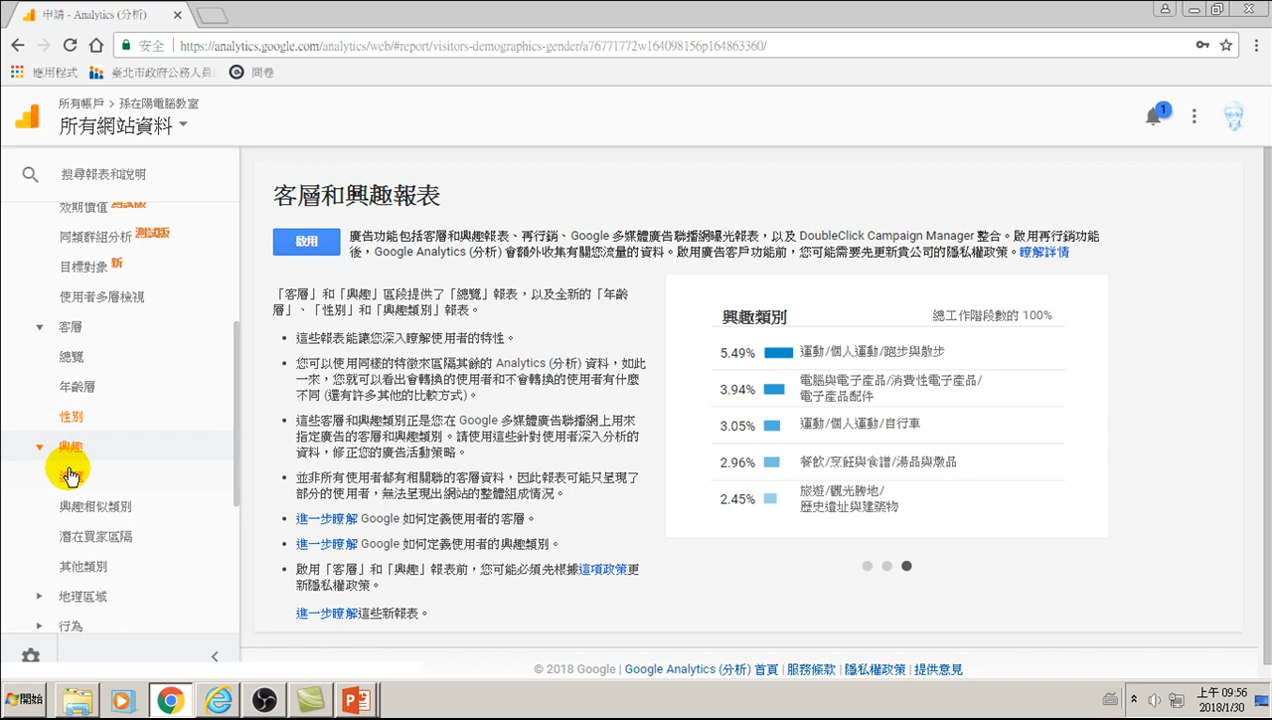 申請 - Analytics (分析)
安全 https://analytics.google.com/analytics/web/#report/visitors-demographics-gender/a76771772w164098156p164863360/
應用程式 臺北市政府公務人員 問卷
所有帳戶 > 孫在陽電腦教室
所有網站資料
1
搜尋報表和說明
效期價值 測試版
同類群組分析 測試版
目標對象 新
使用者多層檢視
客層
總覽
年齡層
性別
興趣
興趣相似類別
潛在買家區隔
其他類別
地理區域
行為
客層和興趣報表
啟用
廣告功能包括客層和興趣報表、再行銷、Google 多媒體廣告聯播網曝光報表，以及 DoubleClick Campaign Manager 整合。啟用再行銷功能
後，Google Analytics (分析) 會額外收集有關您流量的資料。啟用廣告客戶功能前，您可能需要先更新貴公司的隱私權政策。瞭解詳情
「客層」和「興趣」區段提供了「總覽」報表，以及全新的「年齡
層」、「性別」和「興趣類別」報表。
• 這些報表能讓您深入瞭解使用者的特性。
• 您可以使用同樣的特徵來區隔其餘的 Analytics (分析) 資料，如此
一來，您就可以看出會轉換的使用者和不會轉換的使用者有什麼
不同 (還有許多其他的比較方式)。
• 這些客層和興趣類別正是您在 Google 多媒體廣告聯播網上用來
指定廣告的客層和興趣類別。請使用這些針對使用者深入分析的
資料，修正您的廣告活動策略。
• 並非所有使用者都有相關聯的客層資料，因此報表可能只呈現了
部分的使用者，無法呈現出網站的整體組成情況。
• 進一步瞭解 Google 如何定義使用者的客層。
• 進一步瞭解 Google 如何定義使用者的興趣類別。
• 啟用「客層」和「興趣」報表前，您可能必須先根據這項政策更
新隱私權政策。
進一步瞭解這些新報表。
興趣類別 總工作階段數的 100%
5.49% 運動/個人運動/跑步與散步
3.94% 電腦與電子產品/消費性電子產品/
電子產品配件
3.05% 運動/個人運動/自行車
2.96% 餐飲/烹飪與食譜/湯品與燉品
2.45% 旅遊/觀光勝地/
歷史遺址與建築物
© 2018 Google | Google Analytics (分析) 首頁 | 服務條款 | 隱私權政策 | 提供意見
開始
上午 09:56
2018/1/30